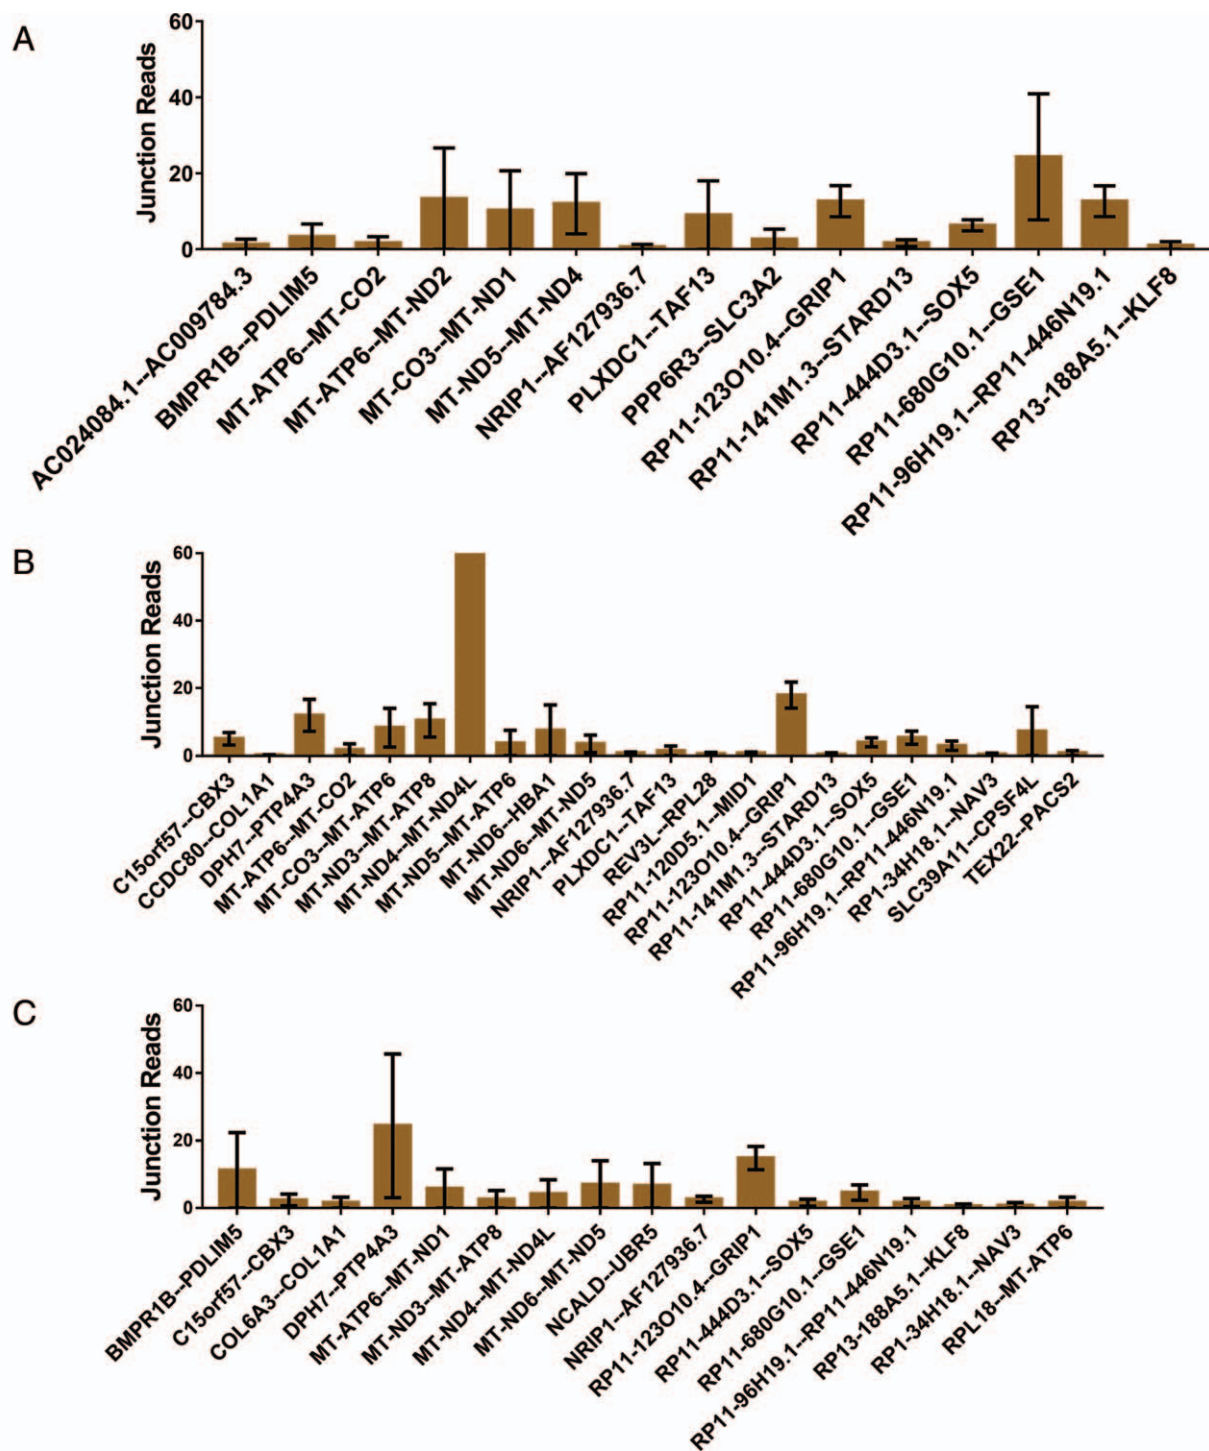 A
Junction Reads
60
40
20
0
AC024084.1--AC009784.3
BMPR1B--PDLIM5
MT-ATP6--MT-CO2
MT-ATP6--MT-ND2
MT-CO3--MT-ND1
MT-ND5--MT-ND4
NRIP1--AF127936.7
PLXDC1--TAF13
PPP6R3--SLC3A2
RP11-123O10.4--GRIP1
RP11-141M1.3--STARD13
RP11-444D3.1--SOX5
RP11-680G10.1--GSE1
RP11-96H19.1--RP11-446N19.1
RP13-188A5.1--KLF8
B
Junction Reads
60
40
20
0
C15orf57--CBX3
CCDC80--COL1A1
DPH7--PTP4A3
MT-ATP6--MT-CO2
MT-CO3--MT-ATP6
MT-ND3--MT-ATP8
MT-ND4--MT-ND4L
MT-ND5--MT-ATP6
MT-ND6--HBA1
MT-ND6--MT-ND5
NRIP1--AF127936.7
PLXDC1--TAF13
REV3L--RPL28
RP11-120D5.1--MID1
RP11-123O10.4--GRIP1
RP11-141M1.3--STARD13
RP11-444D3.1--SOX5
RP11-680G10.1--GSE1
RP11-96H19.1--RP11-446N19.1
RP1-34H18.1--NAV3
SLC39A11--CPSF4L
TEX22--PACS2
C
Junction Reads
60
40
20
0
BMPR1B--PDLIM5
C15orf57--CBX3
COL6A3--COL1A1
DPH7--PTP4A3
MT-ATP6--MT-ND1
MT-ND3--MT-ATP8
MT-ND4--MT-ND4L
MT-ND6--MT-ND5
NCALD--UBR5
NRIP1--AF127936.7
RP11-123O10.4--GRIP1
RP11-444D3.1--SOX5
RP11-680G10.1--GSE1
RP11-96H19.1--RP11-446N19.1
RP13-188A5.1--KLF8
RP1-34H18.1--NAV3
RPL18---MT-ATP6